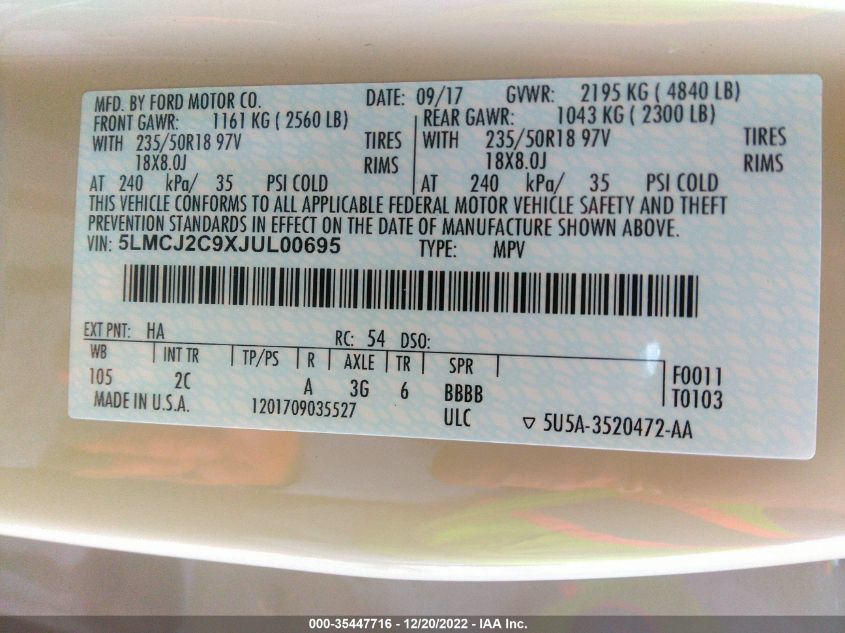 MFD. BY FORD MOTOR CO. DATE: 09/17 GVWR: 2195 KG ( 4840 LB)
FRONT GAWR: 1161 KG ( 2560 LB) REAR GAWR: 1043 KG ( 2300 LB)
WITH 235/50R18 97V TIRES WITH 235/50R18 97V TIRES
18X8.0J RIMS 18X8.0J RIMS
AT 240 kPa/ 35 PSI COLD AT 240 kPa/ 35 PSI COLD
THIS VEHICLE CONFORMS TO ALL APPLICABLE FEDERAL MOTOR VEHICLE SAFETY AND THEFT
PREVENTION STANDARDS IN EFFECT ON THE DATE OF MANUFACTURE SHOWN ABOVE.
VIN: 5LMCJ2C9XJUL00695 TYPE: MPV
EXT PNT: HA RC: 54 DSO:
WB INT TR TP/PS R AXLE TR SPR F0011
105 2C A 3G 6 BBBB T0103
MADE IN U.S.A. 1201709035527 ULC ▽ 5U5A-3520472-AA
000-35447716 - 12/20/2022 - IAA Inc.